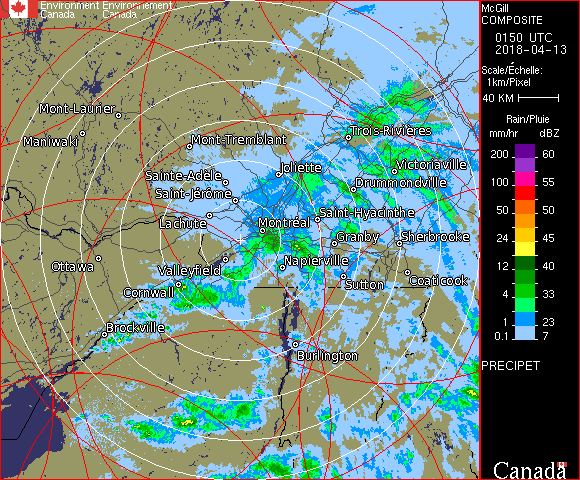 Environment Environnement
Canada Canada
McGill
COMPOSITE
0150 UTC
2018-04-13
Scale/Échelle:
1km/Pixel
40 KM
Rain/Pluie
mm/hr dBZ
200 60
100 55
50 50
24 45
12 40
4 33
1 23
0.1 7
PRECIPET
Canada
Mont-Laurier
Maniwaki
Mont-Tremblant
Trois-Rivières
Sainte-Adèle
Joliette
Victoriaville
Saint-Jérôme
Drummondville
Lachute
Montréal
Saint-Hyacinthe
Granby
Sherbrooke
Ottawa
Valleyfield
Napierville
Cornwall
Sutton
Coaticook
Brockville
Burlington